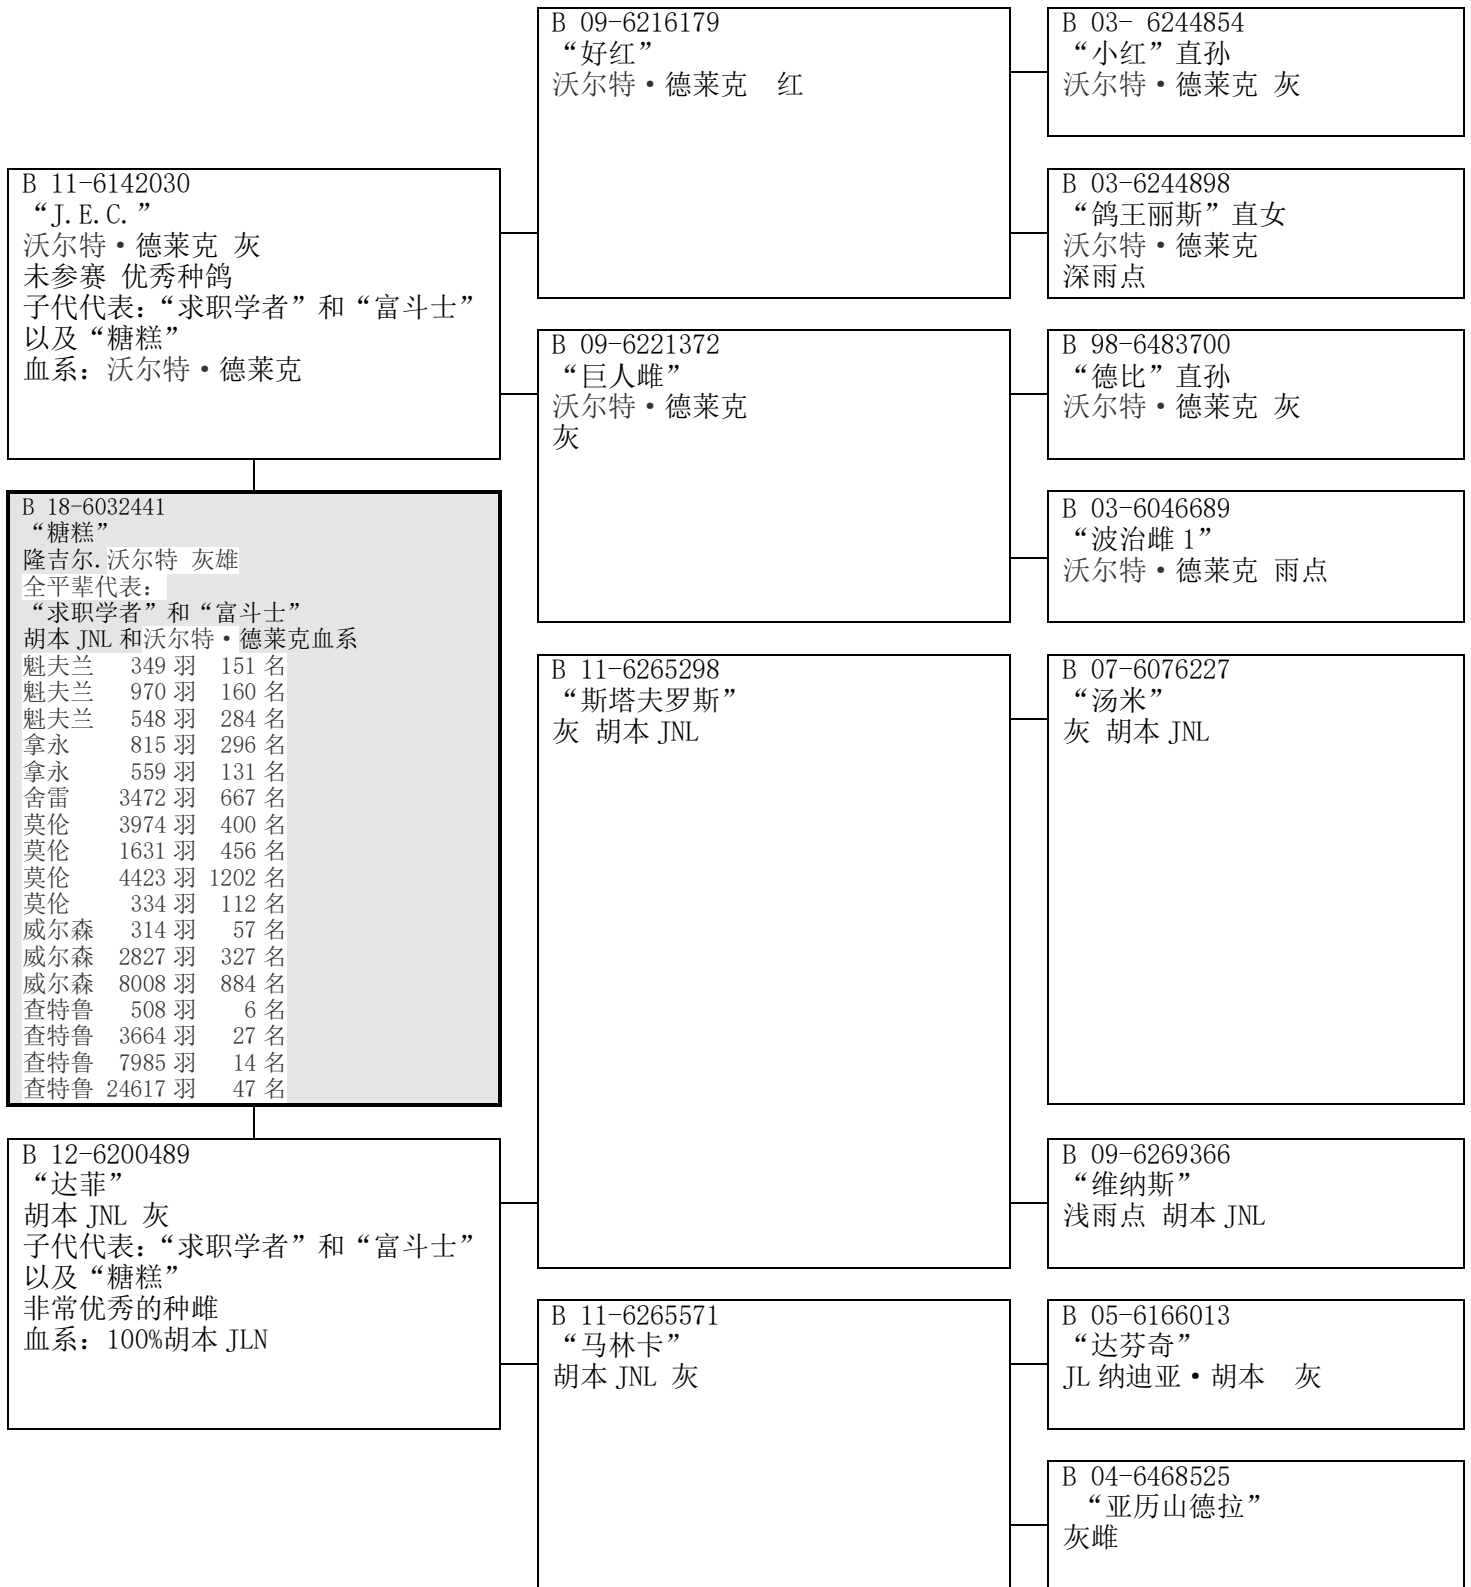 B 09-6216179
“好红”
沃尔特·德莱克 红
B 03- 6244854
“小红”直孙
沃尔特·德莱克 灰
B 11-6142030
“J.E.C.”
沃尔特·德莱克 灰
未参赛 优秀种鸽
子代代表：“求职学者”和“富斗士”
以及“糖糕”
血系：沃尔特·德莱克
B 03-6244898
“鸽王丽斯”直女
沃尔特·德莱克
深雨点
B 09-6221372
“巨人雌”
沃尔特·德莱克
灰
B 98-6483700
“德比”直孙
沃尔特·德莱克 灰
B 18-6032441
“糖糕”
隆吉尔.沃尔特 灰雄
全平辈代表：
“求职学者”和“富斗士”
胡本 JNL 和沃尔特·德莱克血系
魁夫兰 349 羽 151 名
魁夫兰 970 羽 160 名
魁夫兰 548 羽 284 名
拿永 815 羽 296 名
拿永 559 羽 131 名
舍雷 3472 羽 667 名
莫伦 3974 羽 400 名
莫伦 1631 羽 456 名
莫伦 4423 羽 1202 名
莫伦 334 羽 112 名
威尔森 314 羽 57 名
威尔森 2827 羽 327 名
威尔森 8008 羽 884 名
查特鲁 508 羽 6 名
查特鲁 3664 羽 27 名
查特鲁 7985 羽 14 名
查特鲁 24617 羽 47 名
B 03-6046689
“波治雌 1”
沃尔特·德莱克 雨点
B 11-6265298
“斯塔夫罗斯”
灰 胡本 JNL
B 07-6076227
“汤米”
灰 胡本 JNL
B 12-6200489
“达菲”
胡本 JNL 灰
子代代表：“求职学者”和“富斗士”
以及“糖糕”
非常优秀的种雌
血系：100%胡本 JLN
B 09-6269366
“维纳斯”
浅雨点 胡本 JNL
B 11-6265571
“马林卡”
胡本 JNL 灰
B 05-6166013
“达芬奇”
JL 纳迪亚·胡本 灰
B 04-6468525
“亚历山德拉”
灰雌